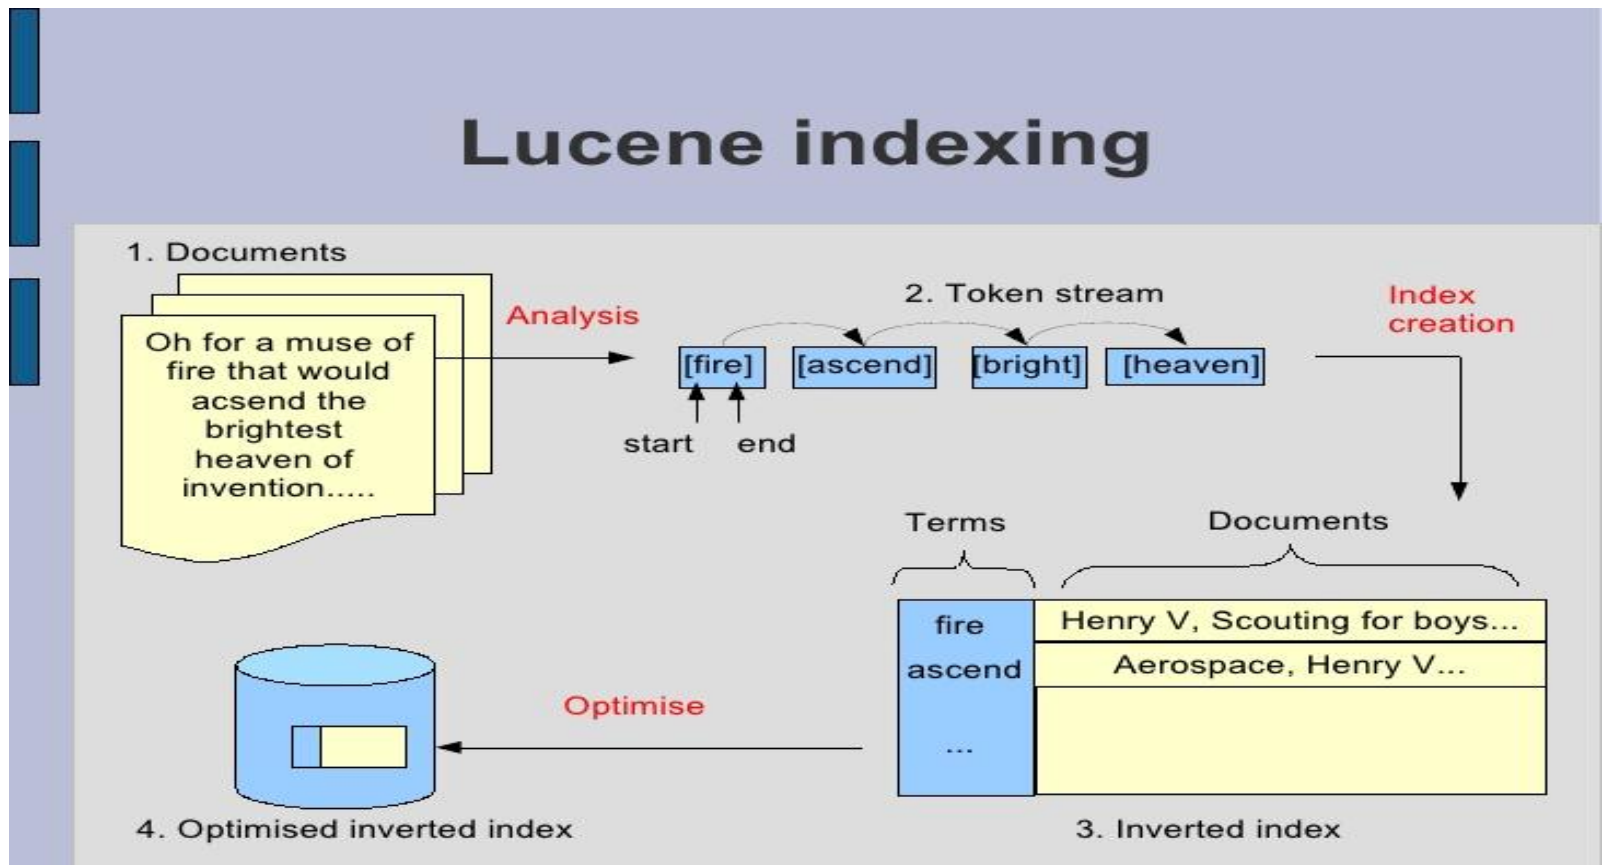 Lucene indexing
1. Documents
Oh for a muse of
fire that would
acsend the
brightest
heaven of
invention.....
Analysis
2. Token stream
[fire] [ascend] [bright] [heaven]
start end
Index
creation
Terms Documents
fire Henry V, Scouting for boys...
ascend Aerospace, Henry V...
...
3. Inverted index
Optimise
4. Optimised inverted index